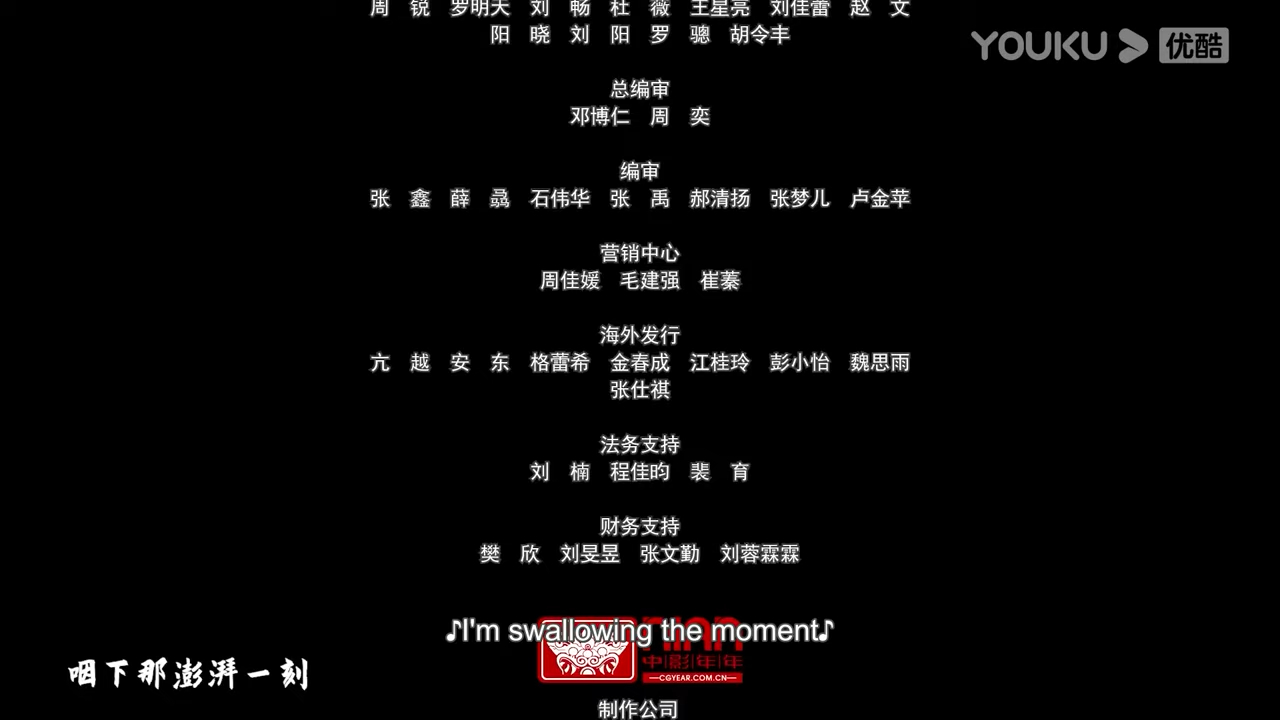 周 锐 罗明天 刘 畅 杜 薇 王星亮 刘佳蕾 赵 文
阳 晓 刘 阳 罗 骢 胡令丰
YOUKU 优酷
总编审
邓博仁 周 奕
编审
张 鑫 薛 骉 石伟华 张 禹 郝清扬 张梦儿 卢金苹
营销中心
周佳媛 毛建强 崔蓁
海外发行
亢 越 安 东 格蕾希 金春成 江桂玲 彭小怡 魏思雨
张仕祺
法务支持
刘 楠 程佳昀 裴 育
财务支持
樊 欣 刘旻昱 张文勤 刘蓉霖霖
♪I'm swallowing the moment♪
nian
中影年年
CGYEAR.COM.CN
咽下那澎湃一刻
制作公司